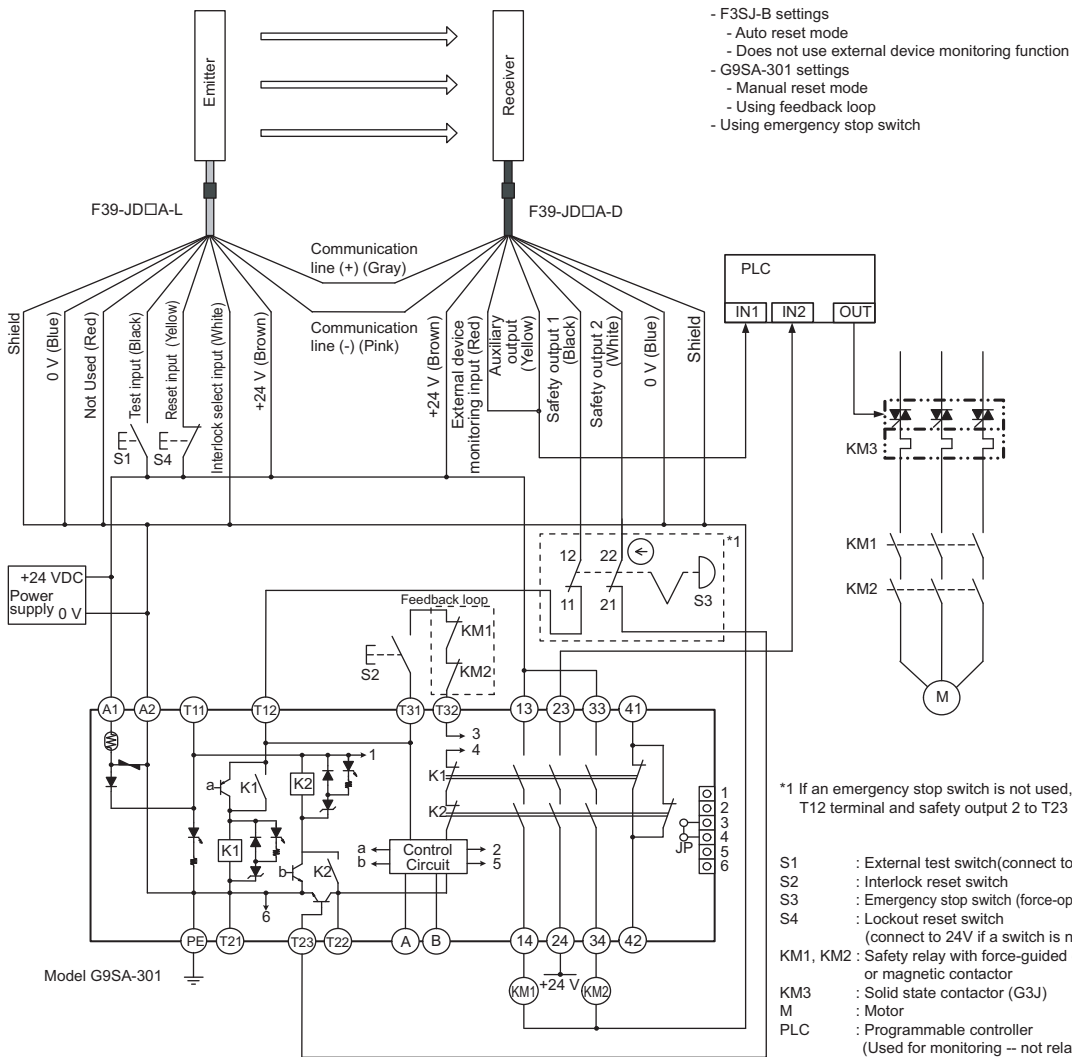 - F3SJ-B settings
- Auto reset mode
- Does not use external device monitoring function
- G9SA-301 settings
- Manual reset mode
- Using feedback loop
- Using emergency stop switch
Emitter
Receiver
F39-JD□A-L
F39-JD□A-D
Communication
line (+) (Gray)
Communication
line (-) (Pink)
Shield
0 V (Blue)
Not Used (Red)
Test input (Black)
Reset input (Yellow)
Interlock select input (White)
+24 V (Brown)
+24 V (Brown)
External device
monitoring input (Red)
Auxiliary
output
(Yellow)
Safety output 1
(Black)
Safety output 2
(White)
0 V (Blue)
Shield
S1
S4
PLC
IN1
IN2
OUT
KM3
KM1
KM2
M
+24 VDC
Power
supply
0 V
*1
12
22
11
21
S3
Feedback loop
KM1
KM2
S2
A1
A2
T11
T12
T31
T32
13
23
33
41
1
3
4
a
K1
K2
K1
K2
K1
b
K2
a
b
Control
Circuit
2
5
6
1
2
3
4
5
6
JP
PE
T21
T23
T22
A
B
14
24
34
42
Model G9SA-301
KM1
+24 V
KM2
*1 If an emergency stop switch is not used,
T12 terminal and safety output 2 to T23
S1 : External test switch(connect to
S2 : Interlock reset switch
S3 : Emergency stop switch (force-op
S4 : Lockout reset switch
(connect to 24V if a switch is n
KM1, KM2 : Safety relay with force-guided
or magnetic contactor
KM3 : Solid state contactor (G3J)
M : Motor
PLC : Programmable controller
(Used for monitoring -- not rela